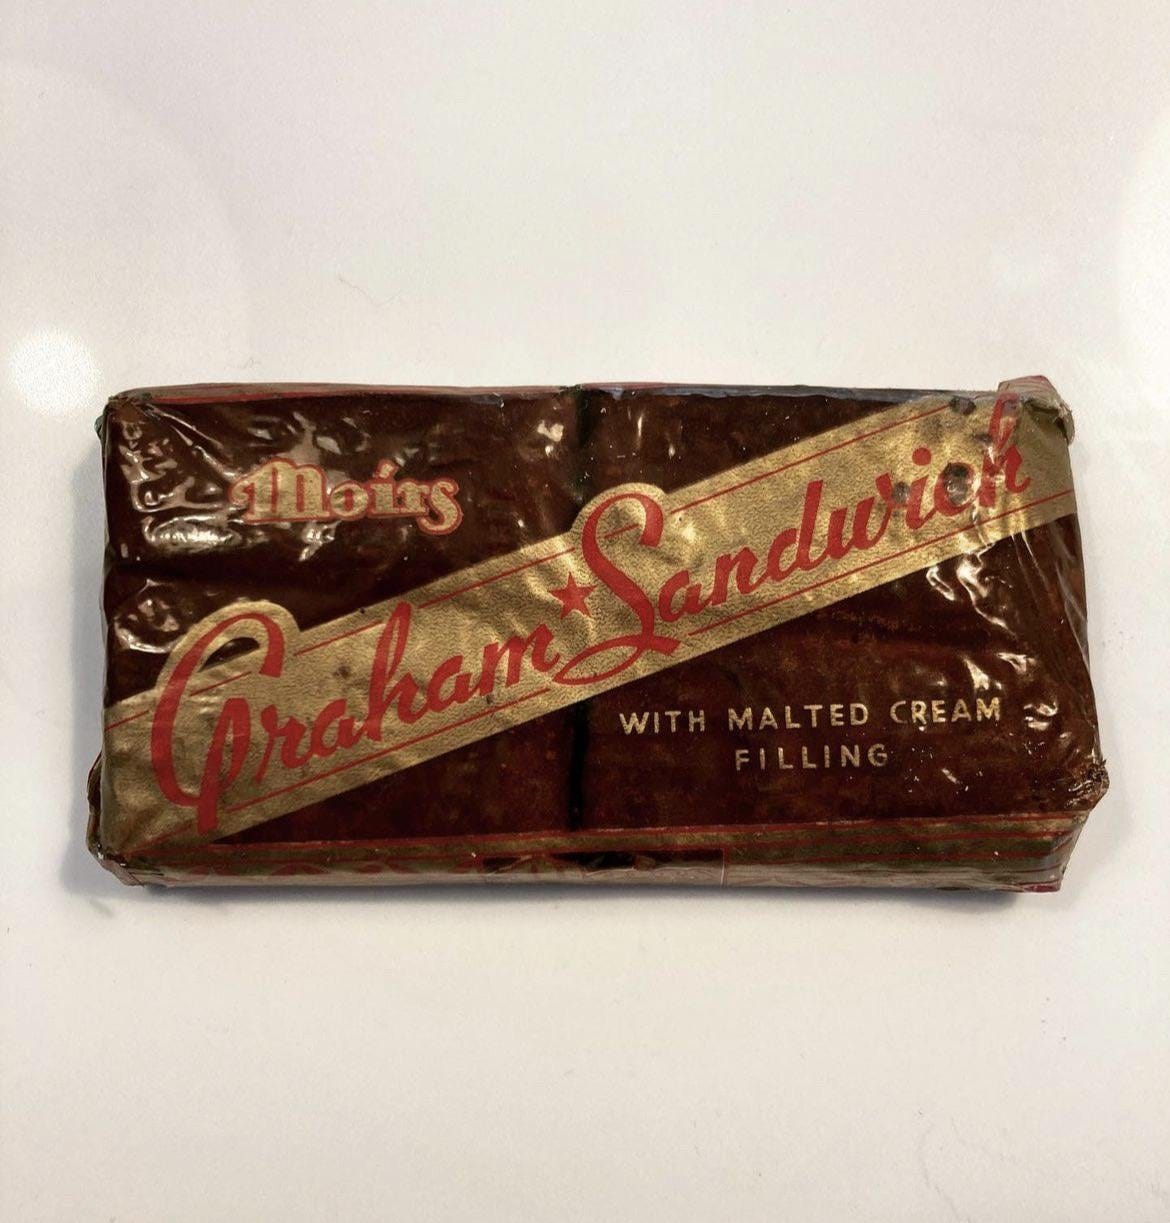 Moirs
Graham Sandwich
WITH MALTED CREAM
FILLING